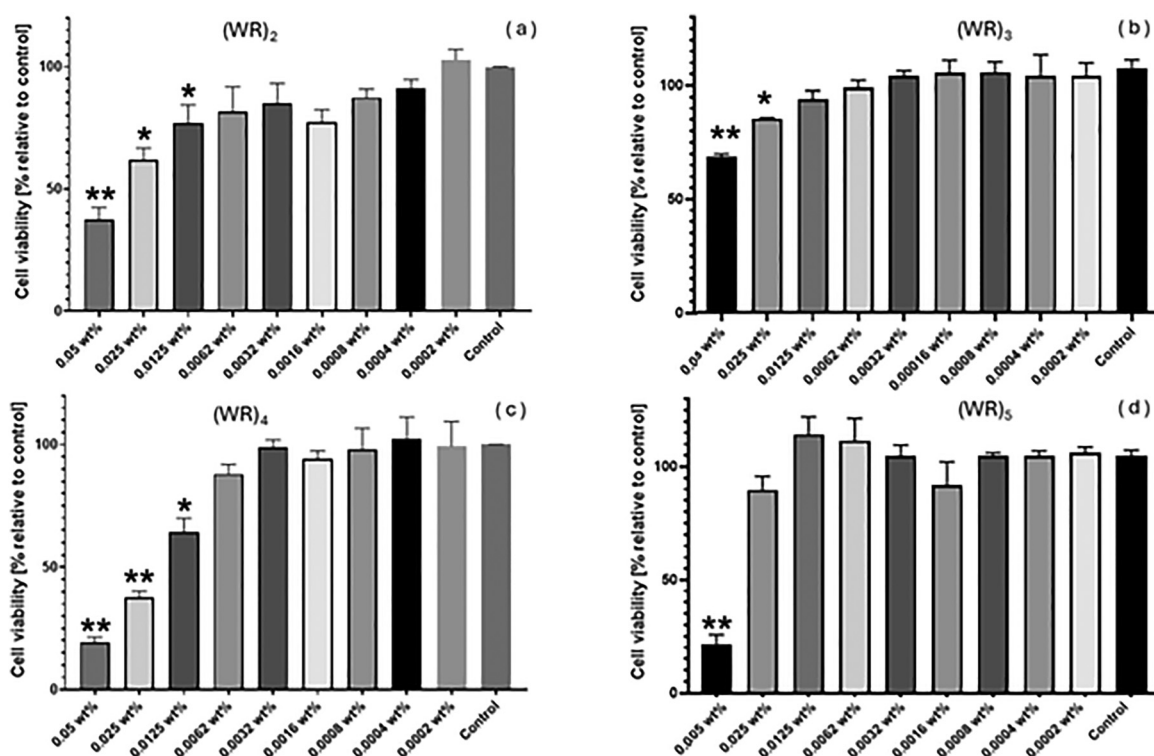 (WR)2
(a)
Cell viability [% relative to control]
100
50
0
**
*
*
0.05 wt%
0.025 wt%
0.0125 wt%
0.0062 wt%
0.0032 wt%
0.0016 wt%
0.0008 wt%
0.0004 wt%
0.0002 wt%
Control
(WR)3
(b)
Cell viability [% relative to control]
100
50
0
**
*
wt%
0.025 wt%
0.0125 wt%
0.0062 wt%
0.0032 wt%
0.00016 wt%
0.0008 wt%
0.0004 wt%
0.0002 wt%
Control
(WR)4
(c)
Cell viability [% relative to control]
100
50
0
**
**
*
0.05 wt%
0.025 wt%
0.0125 wt%
0.0062 wt%
0.0032 wt%
0.0016 wt%
0.0008 wt%
0.0004 wt%
0.0002 wt%
Control
(WR)5
(d)
Cell viability [% relative to control]
100
50
0
**
0.005 wt%
0.025 wt%
0.0125 wt%
0.0062 wt%
0.0032 wt%
0.0016 wt%
0.0008 wt%
0.0004 wt%
0.0002 wt%
Control